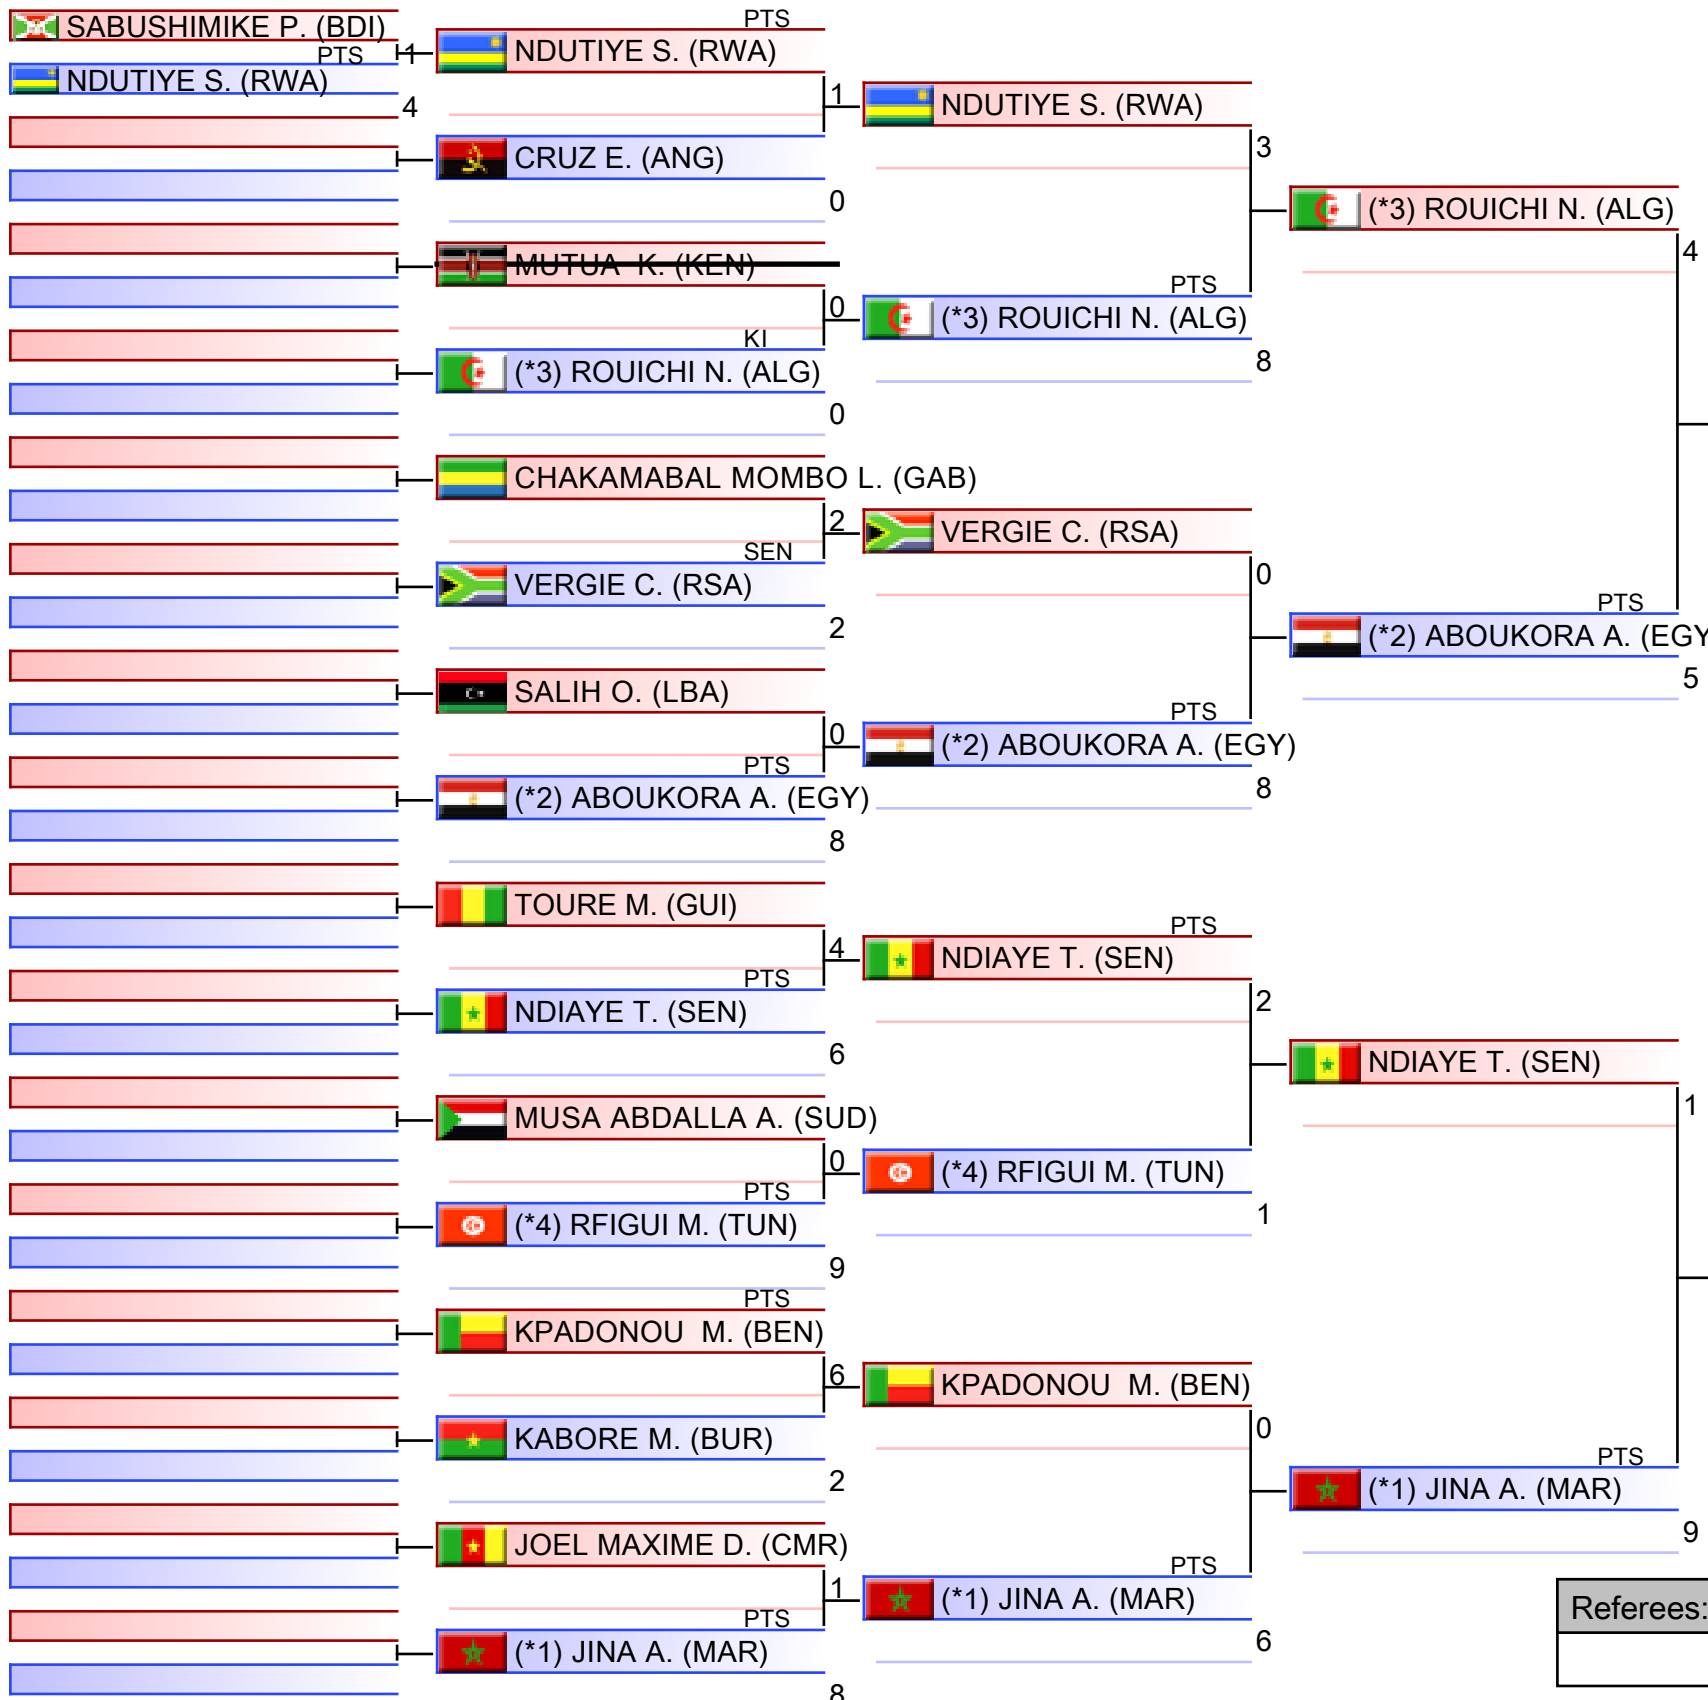 SABUSHIMIKE P. (BDI)
PTS
1
NDUTIYE S. (RWA)
4
PTS
NDUTIYE S. (RWA)
1
CRUZ E. (ANG)
0
MUTUA K. (KEN)
0
KI
(*3) ROUICHI N. (ALG)
0
CHAKAMABAL MOMBO L. (GAB)
2
SEN
VERGIE C. (RSA)
2
SALIH O. (LBA)
0
PTS
(*2) ABOUKORA A. (EGY)
8
TOURE M. (GUI)
4
PTS
NDIAYE T. (SEN)
6
MUSA ABDALLA A. (SUD)
0
PTS
(*4) RFIGUI M. (TUN)
9
PTS
KPADONOU M. (BEN)
6
KABORE M. (BUR)
2
JOEL MAXIME D. (CMR)
1
PTS
(*1) JINA A. (MAR)
8
NDUTIYE S. (RWA)
3
PTS
(*3) ROUICHI N. (ALG)
8
VERGIE C. (RSA)
0
PTS
(*2) ABOUKORA A. (EGY)
8
PTS
NDIAYE T. (SEN)
2
(*4) RFIGUI M. (TUN)
1
KPADONOU M. (BEN)
0
PTS
(*1) JINA A. (MAR)
6
(*3) ROUICHI N. (ALG)
4
PTS
(*2) ABOUKORA A. (EGY
5
NDIAYE T. (SEN)
1
PTS
(*1) JINA A. (MAR)
9
Referees: